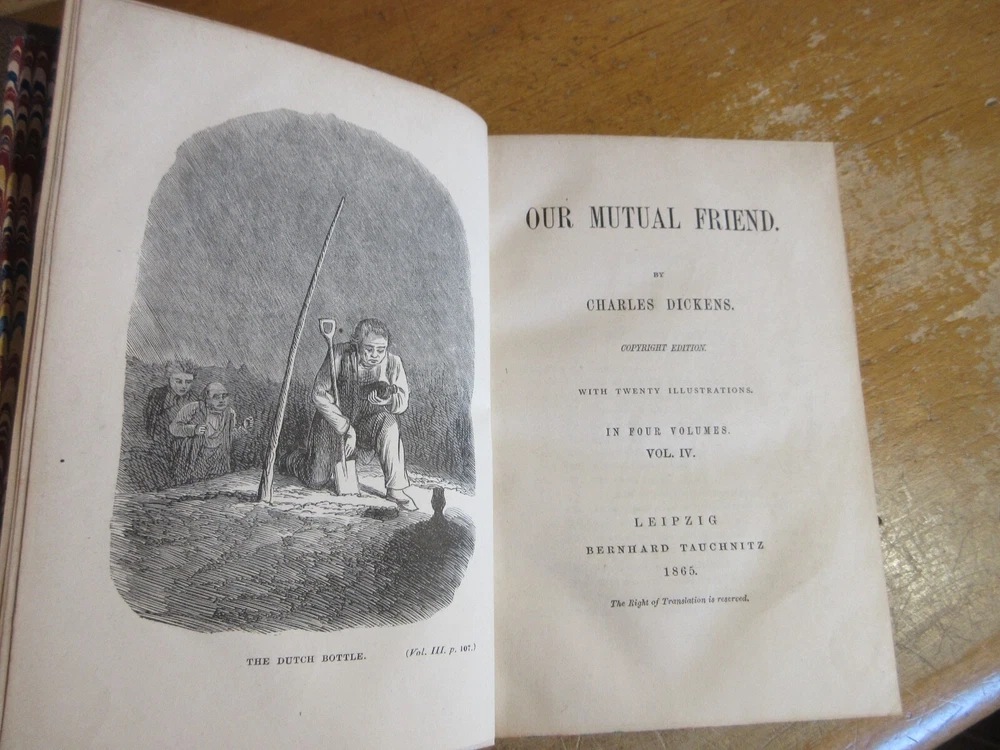 THE DUTCH BOTTLE.
(Vol. III. p. 107.)
OUR MUTUAL FRIEND.
BY
CHARLES DICKENS.
COPYRIGHT EDITION.
WITH TWENTY ILLUSTRATIONS.
IN FOUR VOLUMES.
VOL. IV.
LEIPZIG
BERNHARD TAUCHNITZ
1865.
The Right of Translation is reserved.